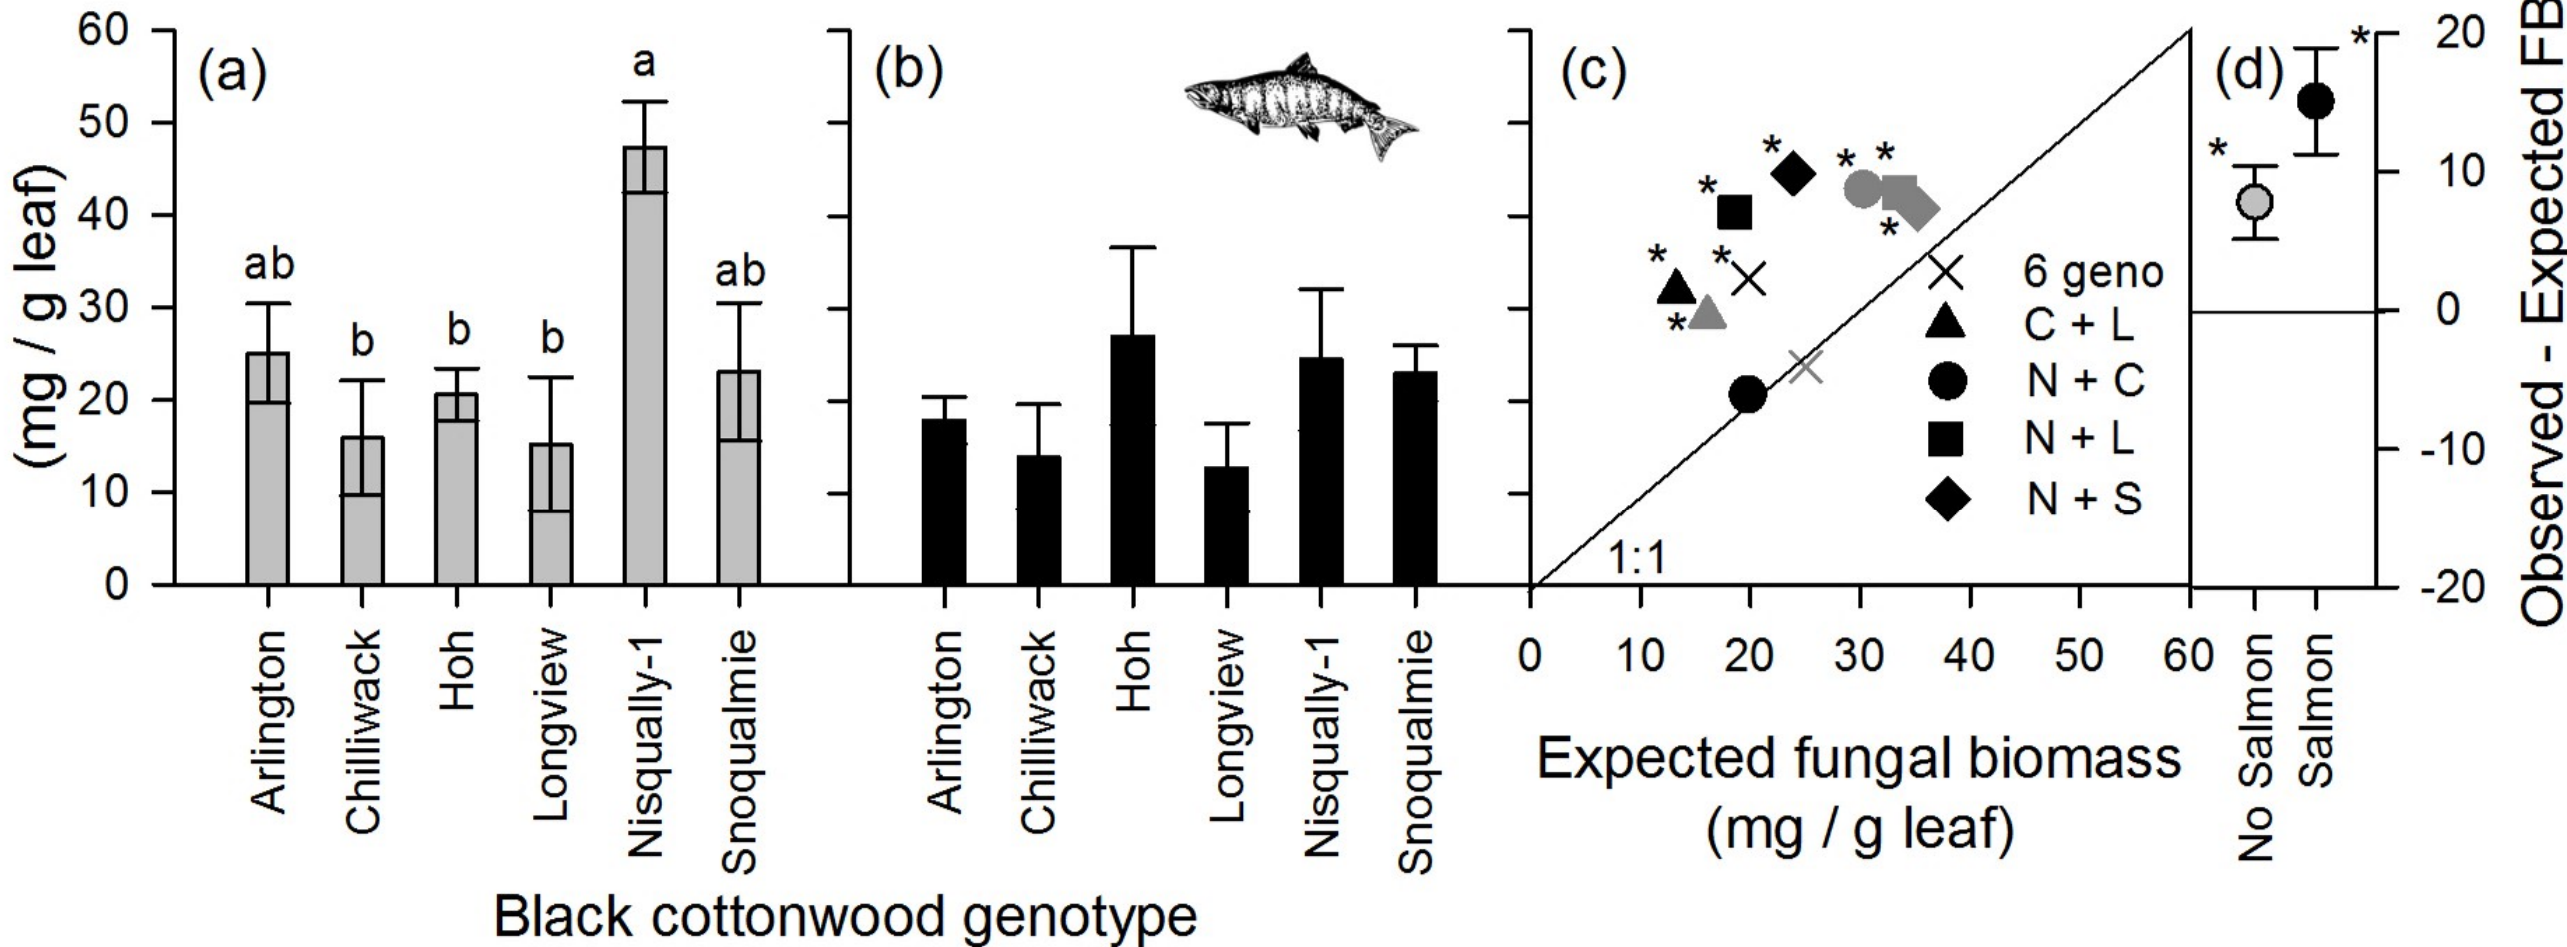 (mg / g leaf)
60
50
40
30
20
10
0
(a)
ab
b
b
b
a
ab
Arlington
Chilliwack
Hoh
Longview
Nisqually-1
Snoqualmie
(b)
Arlington
Chilliwack
Hoh
Longview
Nisqually-1
Snoqualmie
Black cottonwood genotype
(c)
*
*
*
*
*
*
*
*
6 geno
C + L
N + C
N + L
N + S
1:1
0
10
20
30
40
50
60
Expected fungal biomass
(mg / g leaf)
(d)
*
*
No Salmon
Salmon
20
10
0
-10
-20
Observed - Expected FB